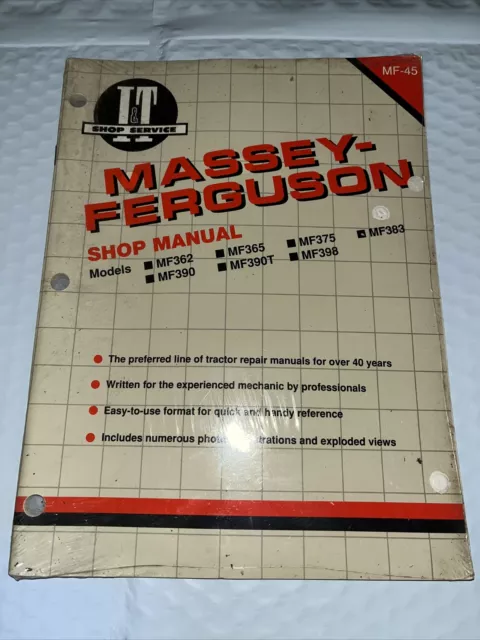 MF-45
I&T
SHOP SERVICE
MASSEY-
FERGUSON
SHOP MANUAL
Models MF362 MF365 MF375 MF383
MF390 MF390T MF398
The preferred line of tractor repair manuals for over 40 years
Written for the experienced mechanic by professionals
Easy-to-use format for quick and handy reference
Includes numerous and exploded views